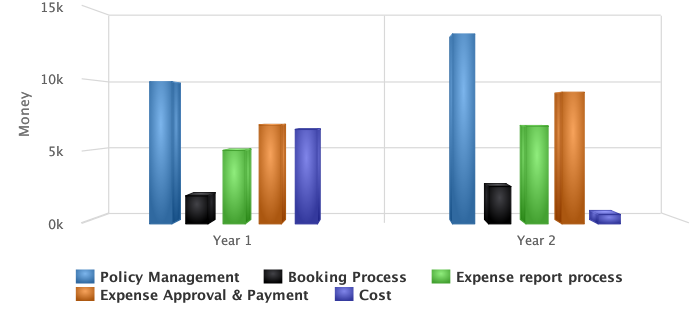 15k
10k
5k
0k
Money
Year 1 Year 2
Policy Management Booking Process Expense report process
Expense Approval & Payment Cost